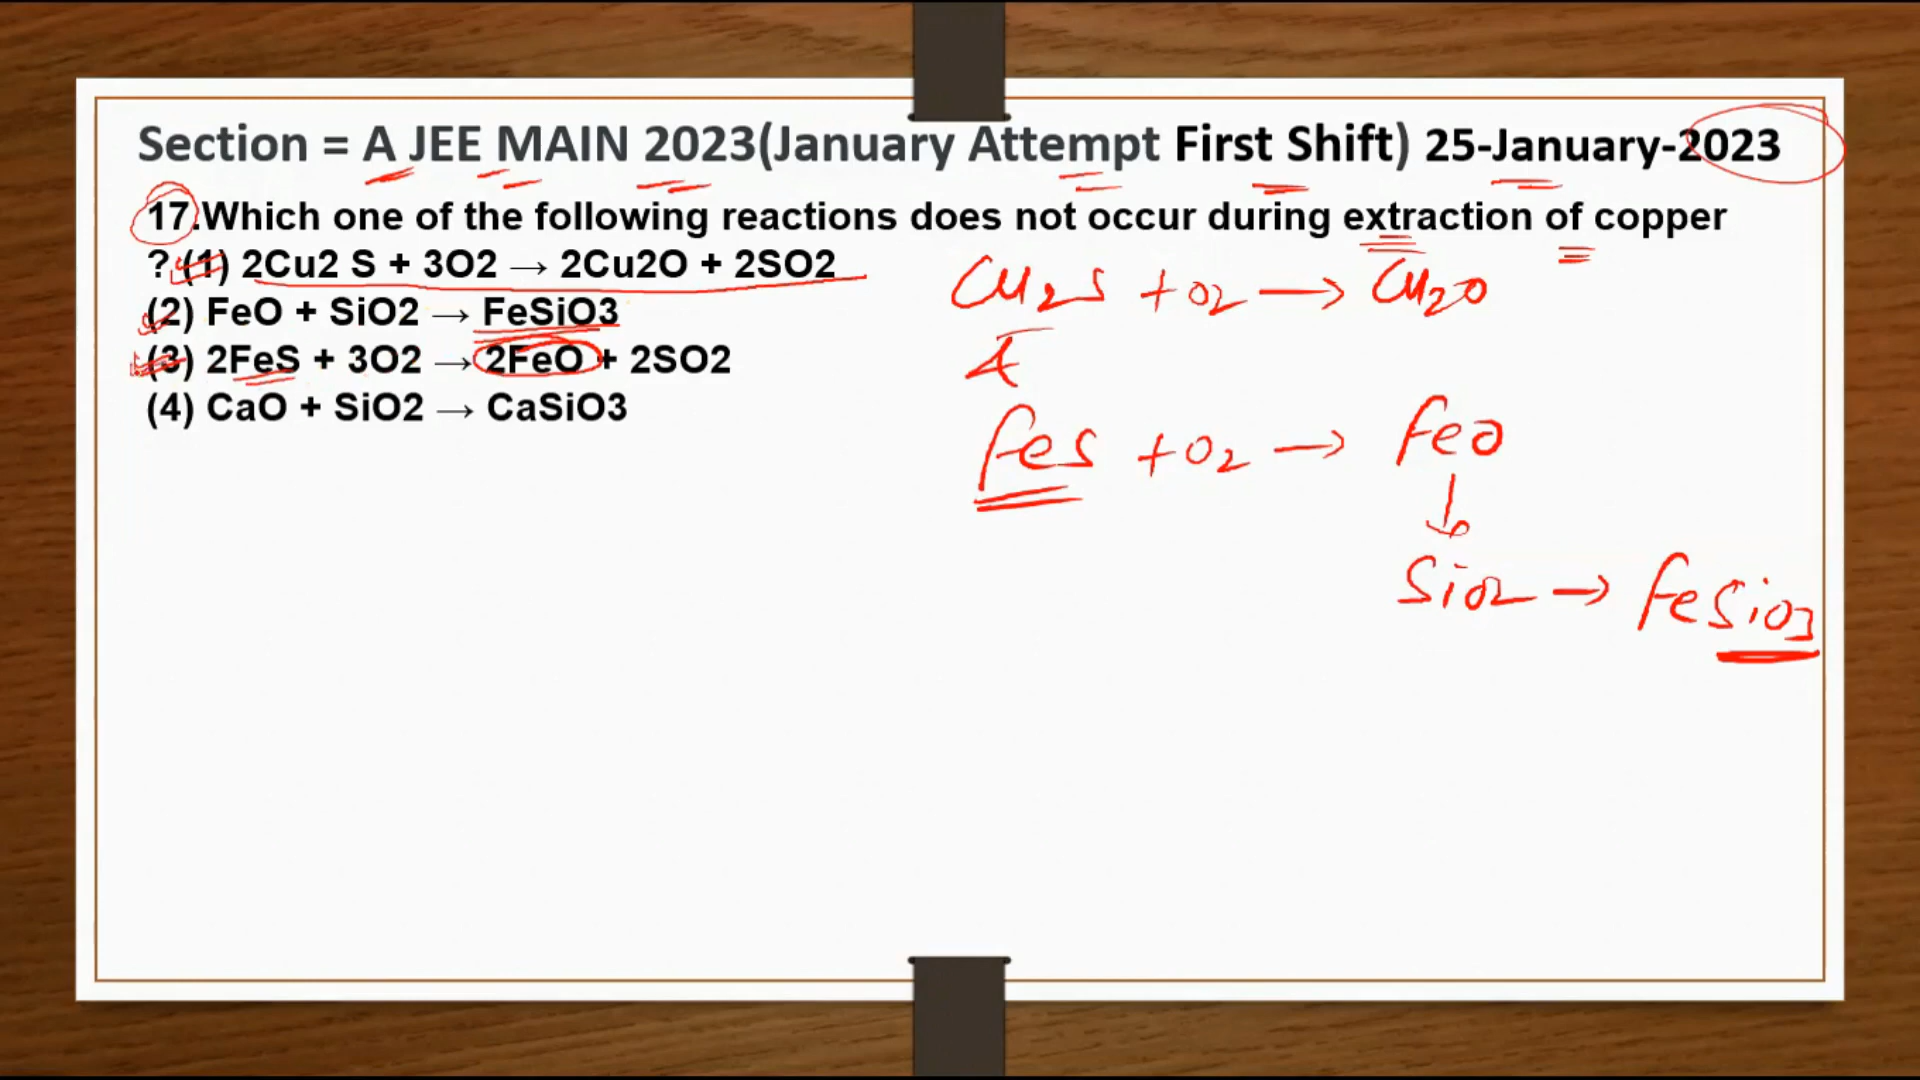 Section = A JEE MAIN 2023(January Attempt First Shift) 25-January-2023
17.Which one of the following reactions does not occur during extraction of copper
? (1) 2Cu2 S + 3O2 → 2Cu2O + 2SO2
(2) FeO + SiO2 → FeSiO3
(3) 2FeS + 3O2 → 2FeO + 2SO2
(4) CaO + SiO2 → CaSiO3
Cu2S + O2 → Cu2O
FeS + O2 → FeO
↓
SiO2 → FeSiO3